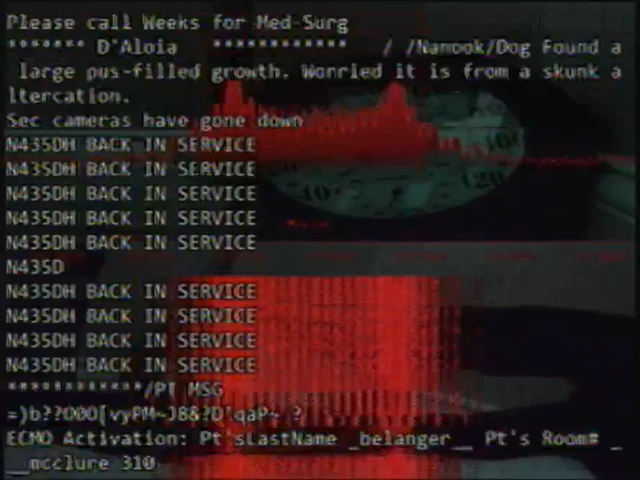 Please call Weeks for Med-Surg
******* D'Aloia   ************   / /Nanook/Dog Found a
large pus-filled growth. Worried it is from a skunk a
ltercation.
Sec cameras have gone down
N435DH BACK IN SERVICE
N435DH BACK IN SERVICE
N435DH BACK IN SERVICE
N435DH BACK IN SERVICE
N435DH BACK IN SERVICE
N435D
N435DH BACK IN SERVICE
N435DH BACK IN SERVICE
N435DH BACK IN SERVICE
N435DH BACK IN SERVICE
************/PT MSG
ECMO Activation: Pt'sLastName _belanger__ Pt's Room# _
__mcclure 310